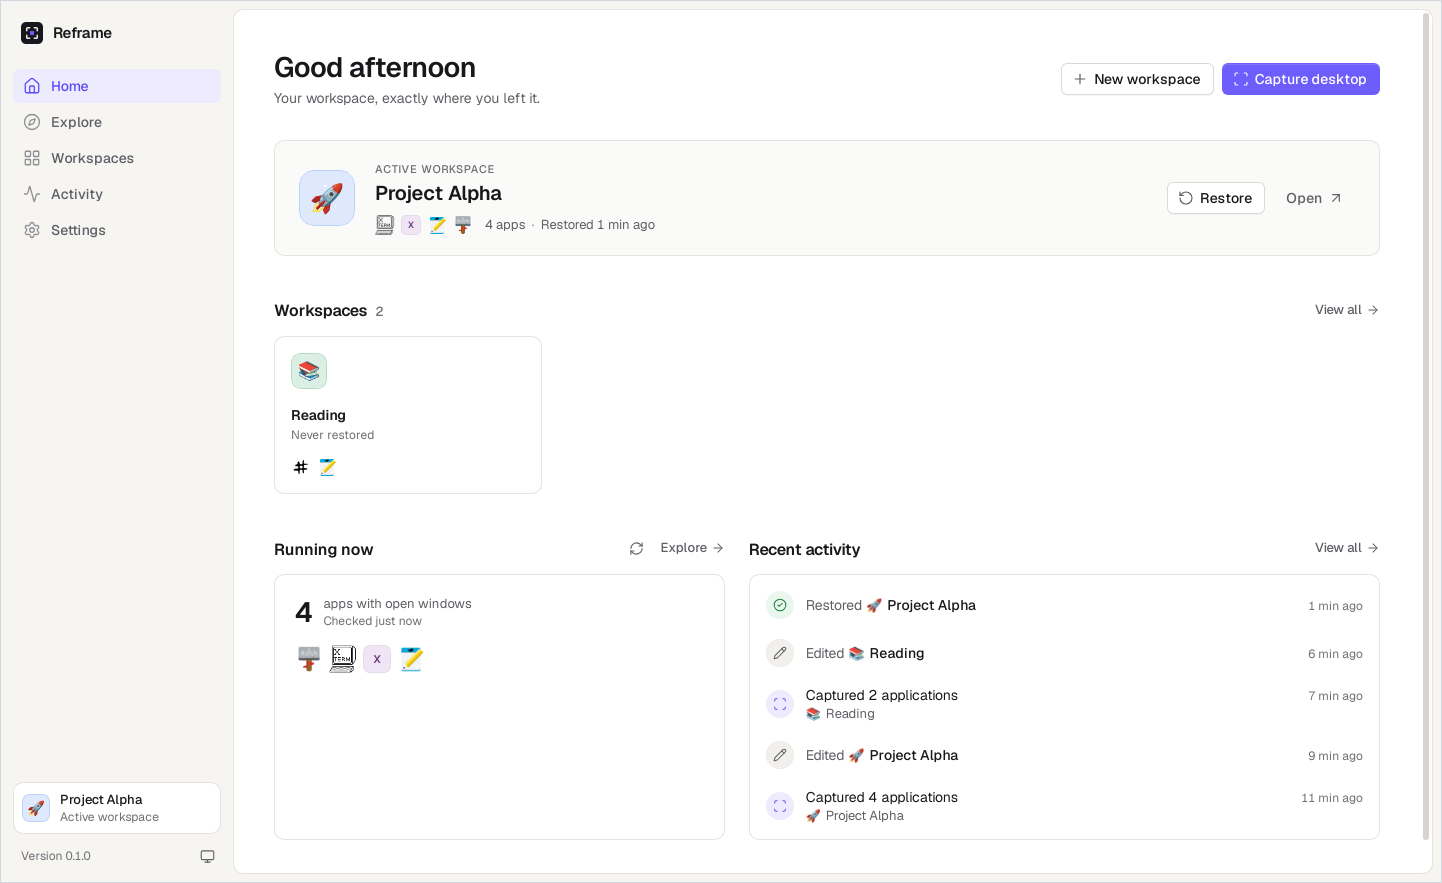 Reframe
Home
Explore
Workspaces
Activity
Settings
Project Alpha
Active workspace
Version 0.1.0
Good afternoon
Your workspace, exactly where you left it.
New workspace
Capture desktop
ACTIVE WORKSPACE
Project Alpha
X TERM X 4 apps · Restored 1 min ago
Restore
Open
Workspaces 2
View all
Reading
Never restored
Running now
Explore
4 apps with open windows
Checked just now
X TERM X
Recent activity
View all
Restored 🚀 Project Alpha 1 min ago
Edited 📚 Reading 6 min ago
Captured 2 applications 7 min ago
📚 Reading
Edited 🚀 Project Alpha 9 min ago
Captured 4 applications 11 min ago
🚀 Project Alpha